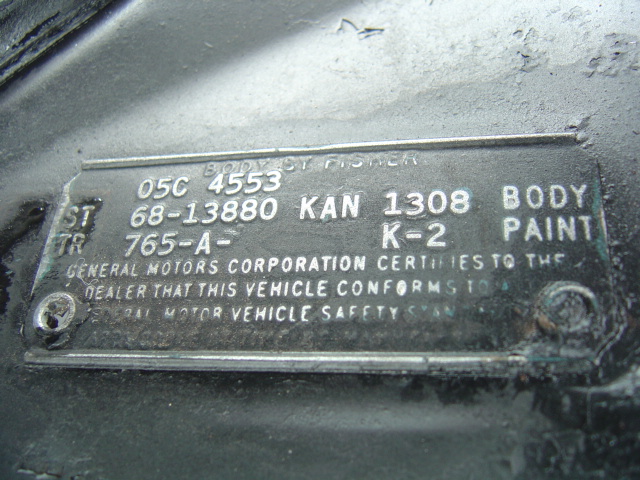 BODY BY FISHER
05C 4553
ST 68-13880 KAN 1308 BODY
TR 765-A- K-2 PAINT
GENERAL MOTORS CORPORATION CERTIFIES TO THE
DEALER THAT THIS VEHICLE CONFORMS TO
FEDERAL MOTOR VEHICLE SAFETY